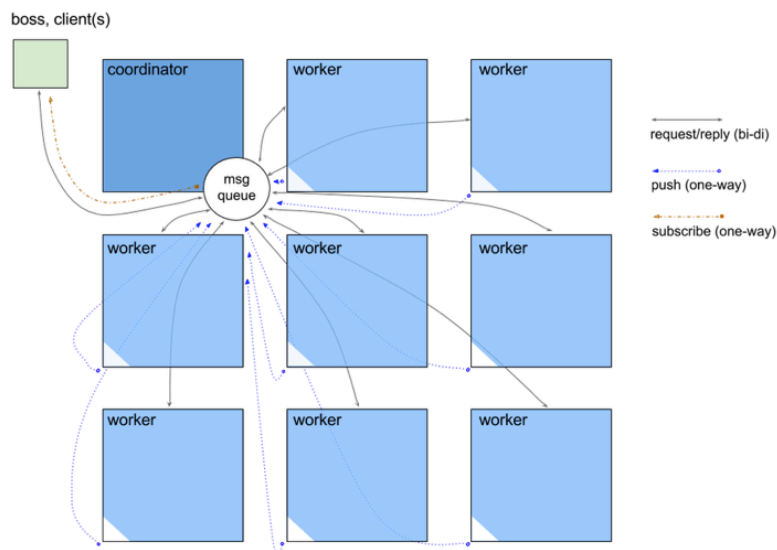 boss, client(s)
coordinator
worker
worker
msg
queue
request/reply (bi-di)
push (one-way)
subscribe (one-way)
worker
worker
worker
worker
worker
worker